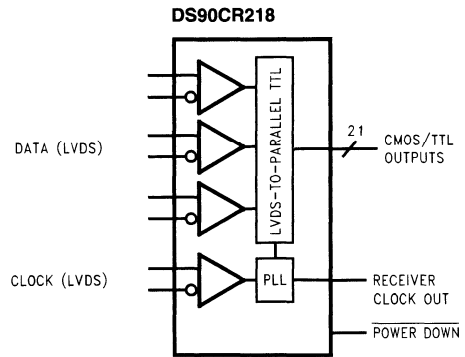 DS90CR218
DATA (LVDS)
LVDS-TO-PARALLEL TTL
21
CMOS/TTL
OUTPUTS
CLOCK (LVDS)
PLL
RECEIVER
CLOCK OUT
POWER DOWN